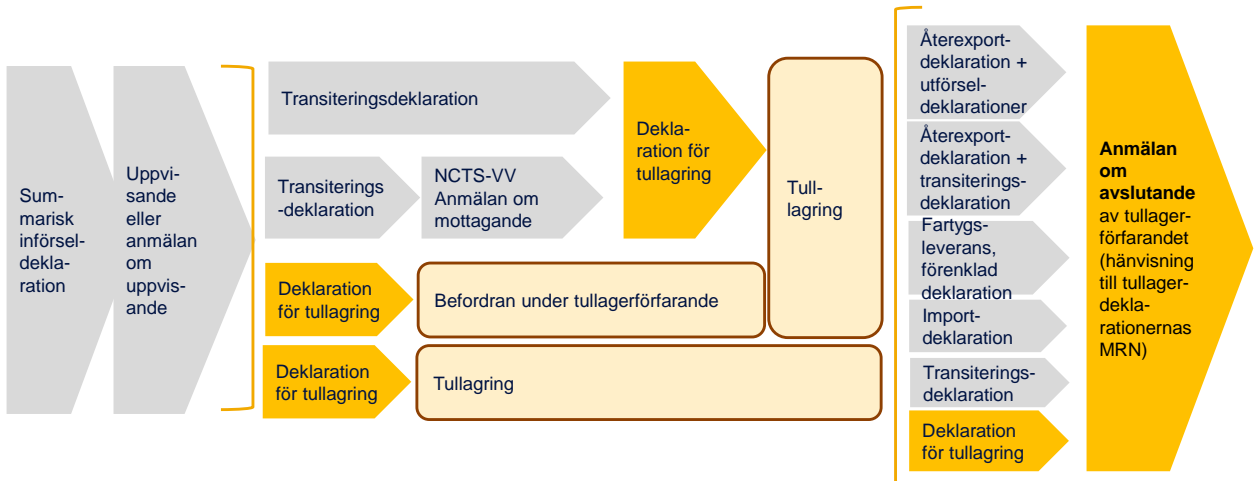 Sum-
marisk
införsel-
dekla-
ration
Uppvi-
sande
eller
anmälan
om
uppvis-
ande
Transiteringsdeklaration
Transiterings
-deklaration
NCTS-VV
Anmälan om
mottagande
Dekla-
ration för
tullagring
Deklaration
för tullagring
Befordran under tullagerförfarande
Deklaration
för tullagring
Tullagring
Tull-
lagring
Återexport-
deklaration +
utförsel-
deklarationer
Återexport-
deklaration +
transiterings-
deklaration
Fartygs-
leverans,
förenklad
deklaration
Import-
deklaration
Transiterings-
deklaration
Deklaration
för tullagring
Anmälan
om
avslutande
av tullager-
förfarandet
(hänvisning
till tullager-
dekla-
rationernas
MRN)